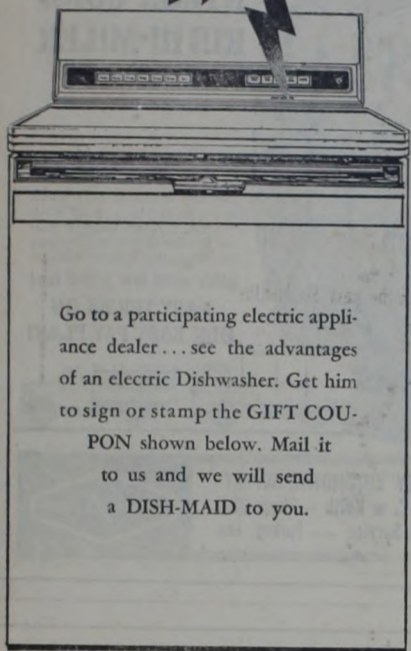 Go to a participating electric appli-
ance dealer ... see the advantages
of an electric Dishwasher. Get him
to sign or stamp the GIFT COU-
PON shown below. Mail it
to us and we will send
a DISH-MAID to you.